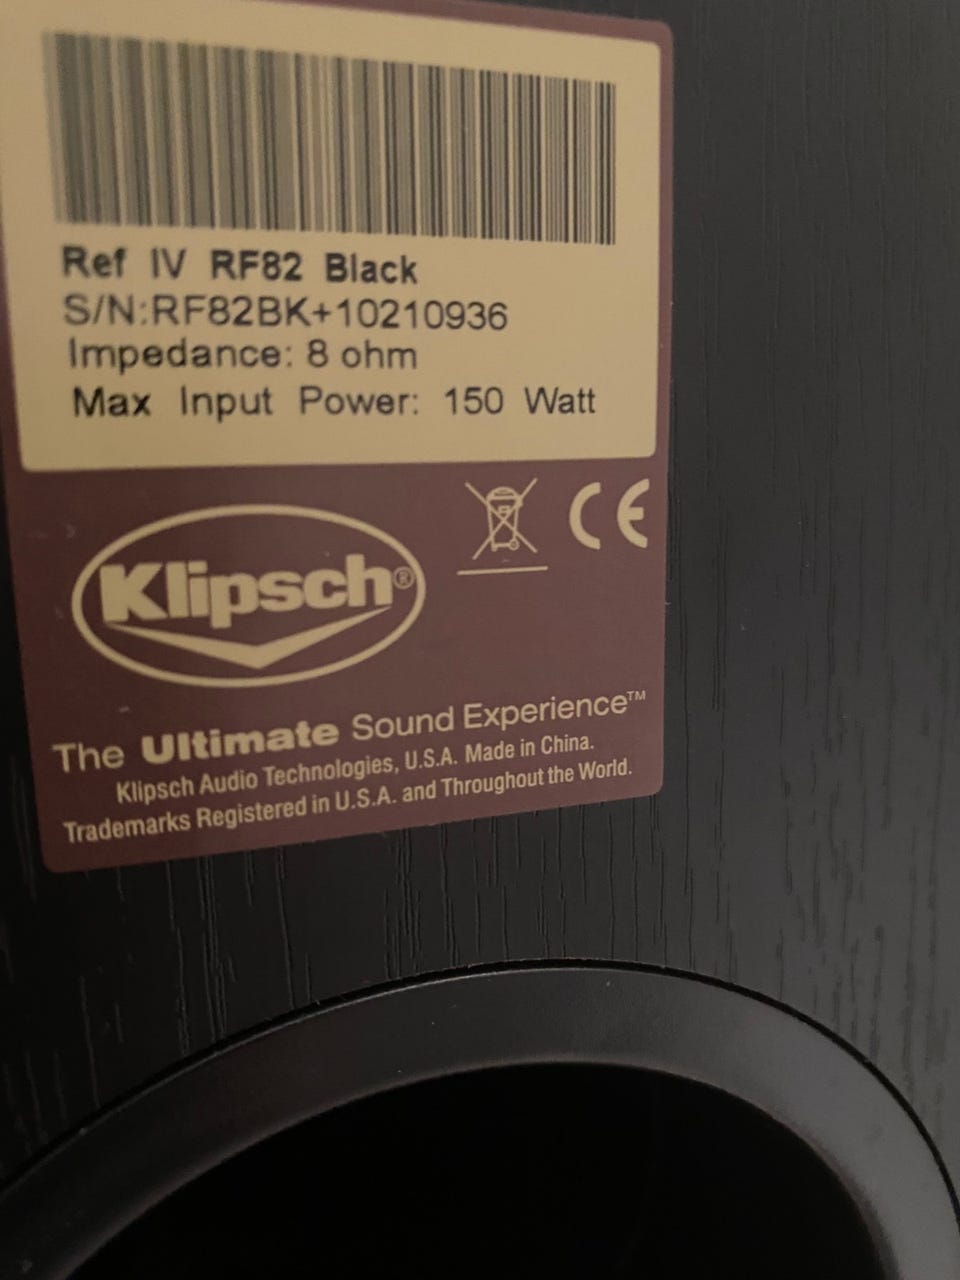 Ref IV RF82 Black
S/N:RF82BK+10210936
Impedance: 8 ohm
Max Input Power: 150 Watt
CE
Klipsch®
The Ultimate Sound Experience™
Klipsch Audio Technologies, U.S.A. Made in China.
Trademarks Registered in U.S.A. and Throughout the World.